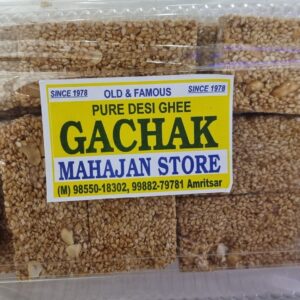 SINCE 1978 OLD & FAMOUS SINCE 1978
PURE DESI GHEE
GACHAK
MAHAJAN STORE
(M) 98550-18302, 99882-79781 Amritsar